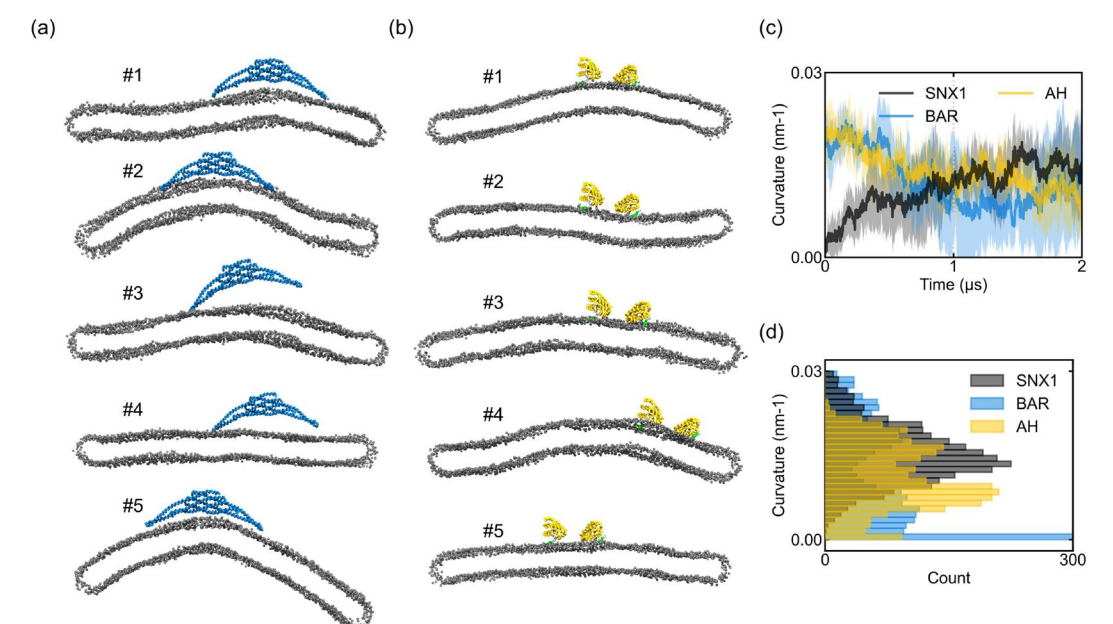 (a)
#1
#2
#3
#4
#5
(b)
#1
#2
#3
#4
#5
(c)
0.03
SNX1
AH
BAR
Curvature (nm-1)
0.00
0
1
2
Time (µs)
(d)
0.03
SNX1
BAR
AH
Curvature (nm-1)
0.00
0
300
Count